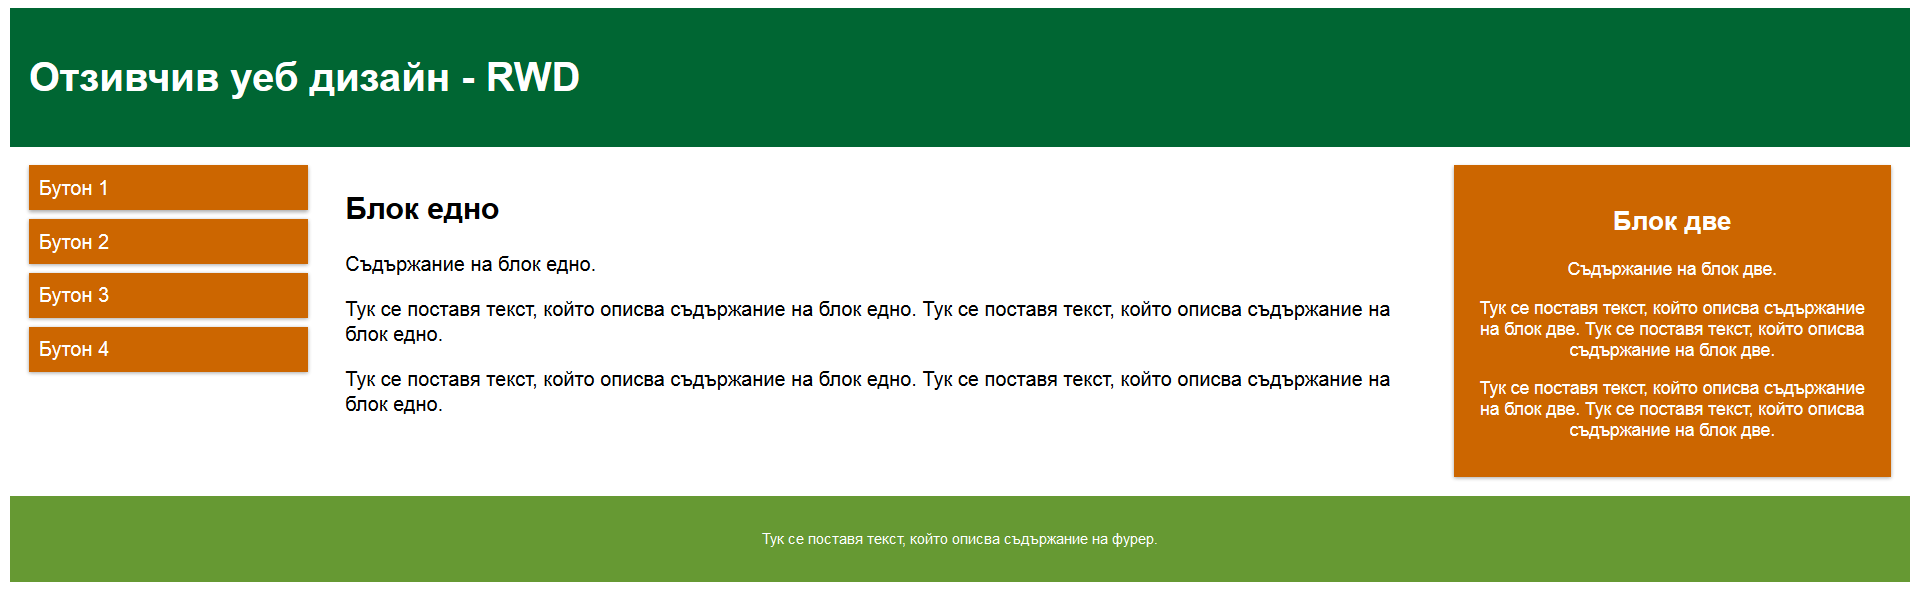 Отзивчив уеб дизайн - RWD
Бутон 1
Бутон 2
Бутон 3
Бутон 4
Блок едно
Съдържание на блок едно.
Тук се поставя текст, който описва съдържание на блок едно. Тук се поставя текст, който описва съдържание на
блок едно.
Тук се поставя текст, който описва съдържание на блок едно. Тук се поставя текст, който описва съдържание на
блок едно.
Блок две
Съдържание на блок две.
Тук се поставя текст, който описва съдържание
на блок две. Тук се поставя текст, който описва
съдържание на блок две.
Тук се поставя текст, който описва съдържание
на блок две. Тук се поставя текст, който описва
съдържание на блок две.
Тук се поставя текст, който описва съдържание на фурер.